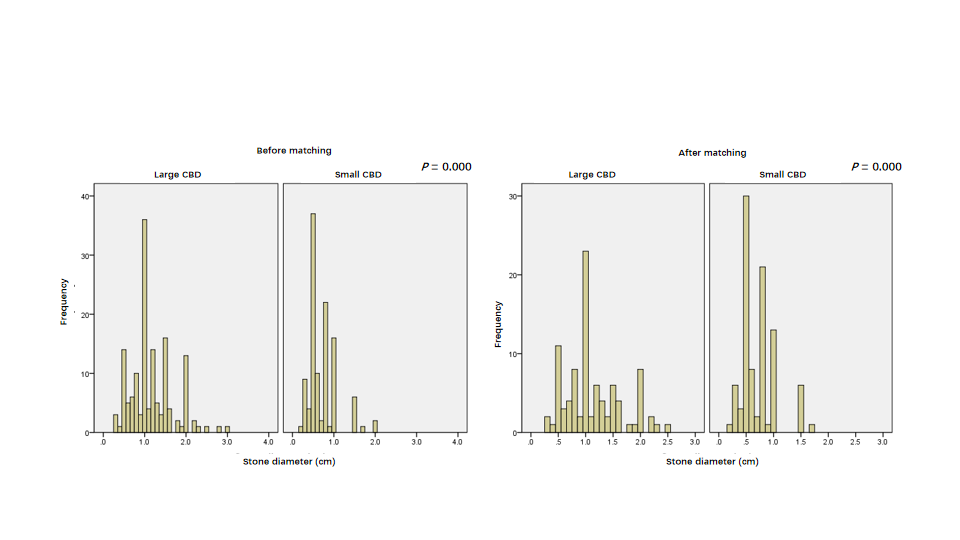 Before matching
P = 0.000
Large CBD
Small CBD
40
30
20
10
0
Frequency
.0
1.0
2.0
3.0
4.0
.0
1.0
2.0
3.0
4.0
Stone diameter (cm)
After matching
P = 0.000
Large CBD
Small CBD
30
20
10
0
Frequency
.0
.5
1.0
1.5
2.0
2.5
3.0
.0
.5
1.0
1.5
2.0
2.5
3.0
Stone diameter (cm)